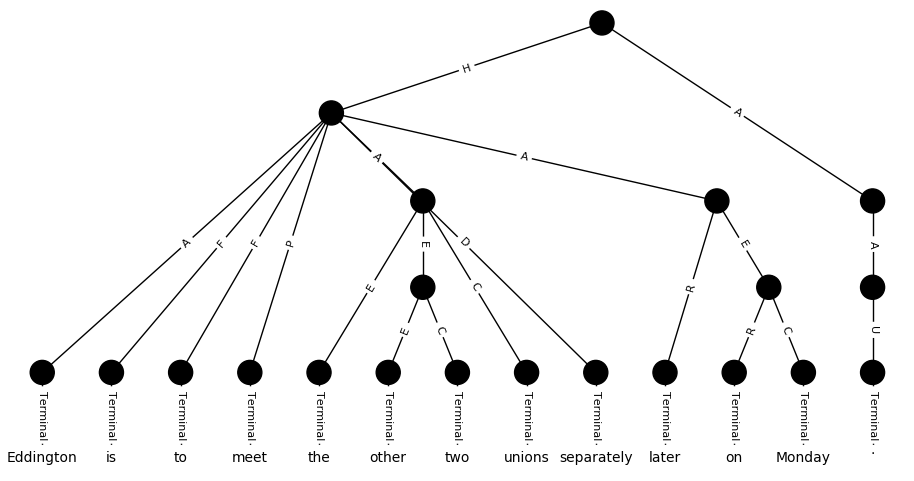 H
A
A
A
A
F
F
P
E
E
C
D
R
E
A
E
C
R
C
U
Terminal Terminal Terminal Terminal Terminal Terminal Terminal Terminal Terminal Terminal Terminal Terminal Terminal
Eddington is to meet the other two unions separately later on Monday .